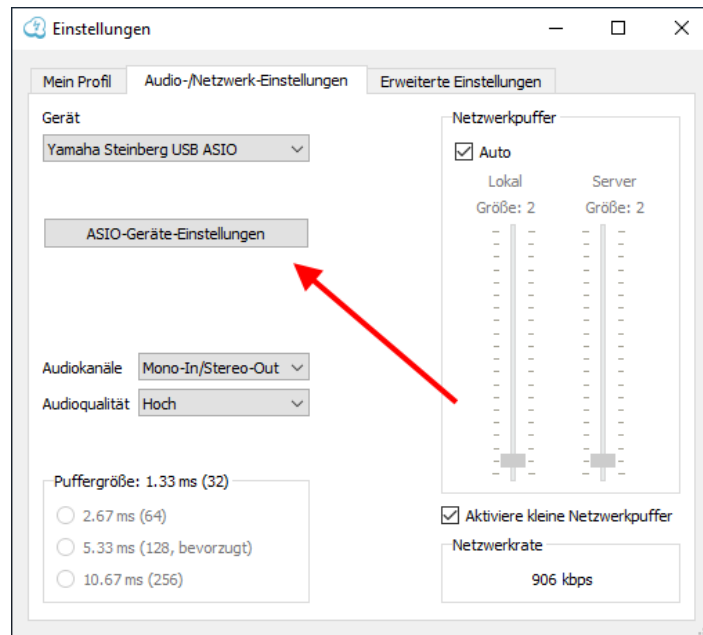 Einstellungen
Mein Profil
Audio-/Netzwerk-Einstellungen
Erweiterte Einstellungen
Gerät
Yamaha Steinberg USB ASIO
ASIO-Geräte-Einstellungen
Audiokanäle Mono-In/Stereo-Out
Audioqualität Hoch
Puffergröße: 1.33 ms (32)
2.67 ms (64)
5.33 ms (128, bevorzugt)
10.67 ms (256)
Netzwerkpuffer
Auto
Lokal Server
Größe: 2 Größe: 2
Aktiviere kleine Netzwerkpuffer
Netzwerkrate
906 kbps